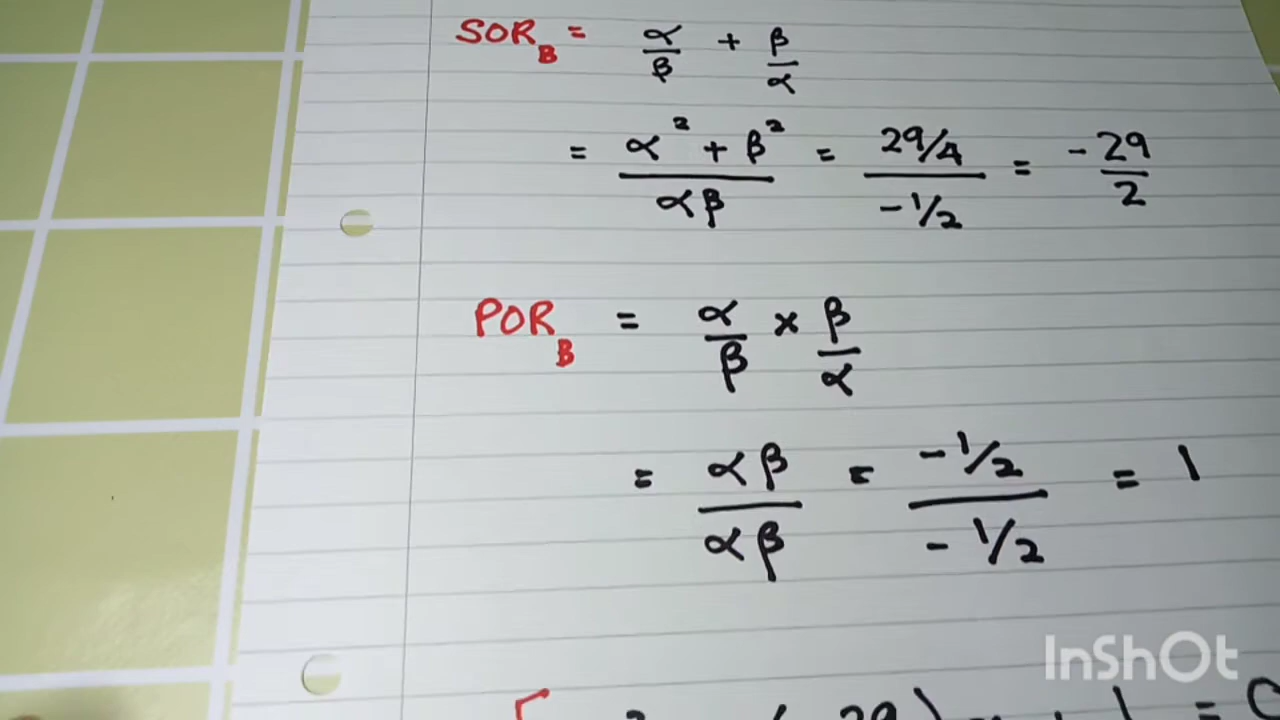 SOR_B = α/β + β/α
= (α² + β²)/(αβ) = (29/4)/(-1/2) = -29/2
POR_B = α/β × β/α
= (αβ)/(αβ) = (-1/2)/(-1/2) = 1
InShOt